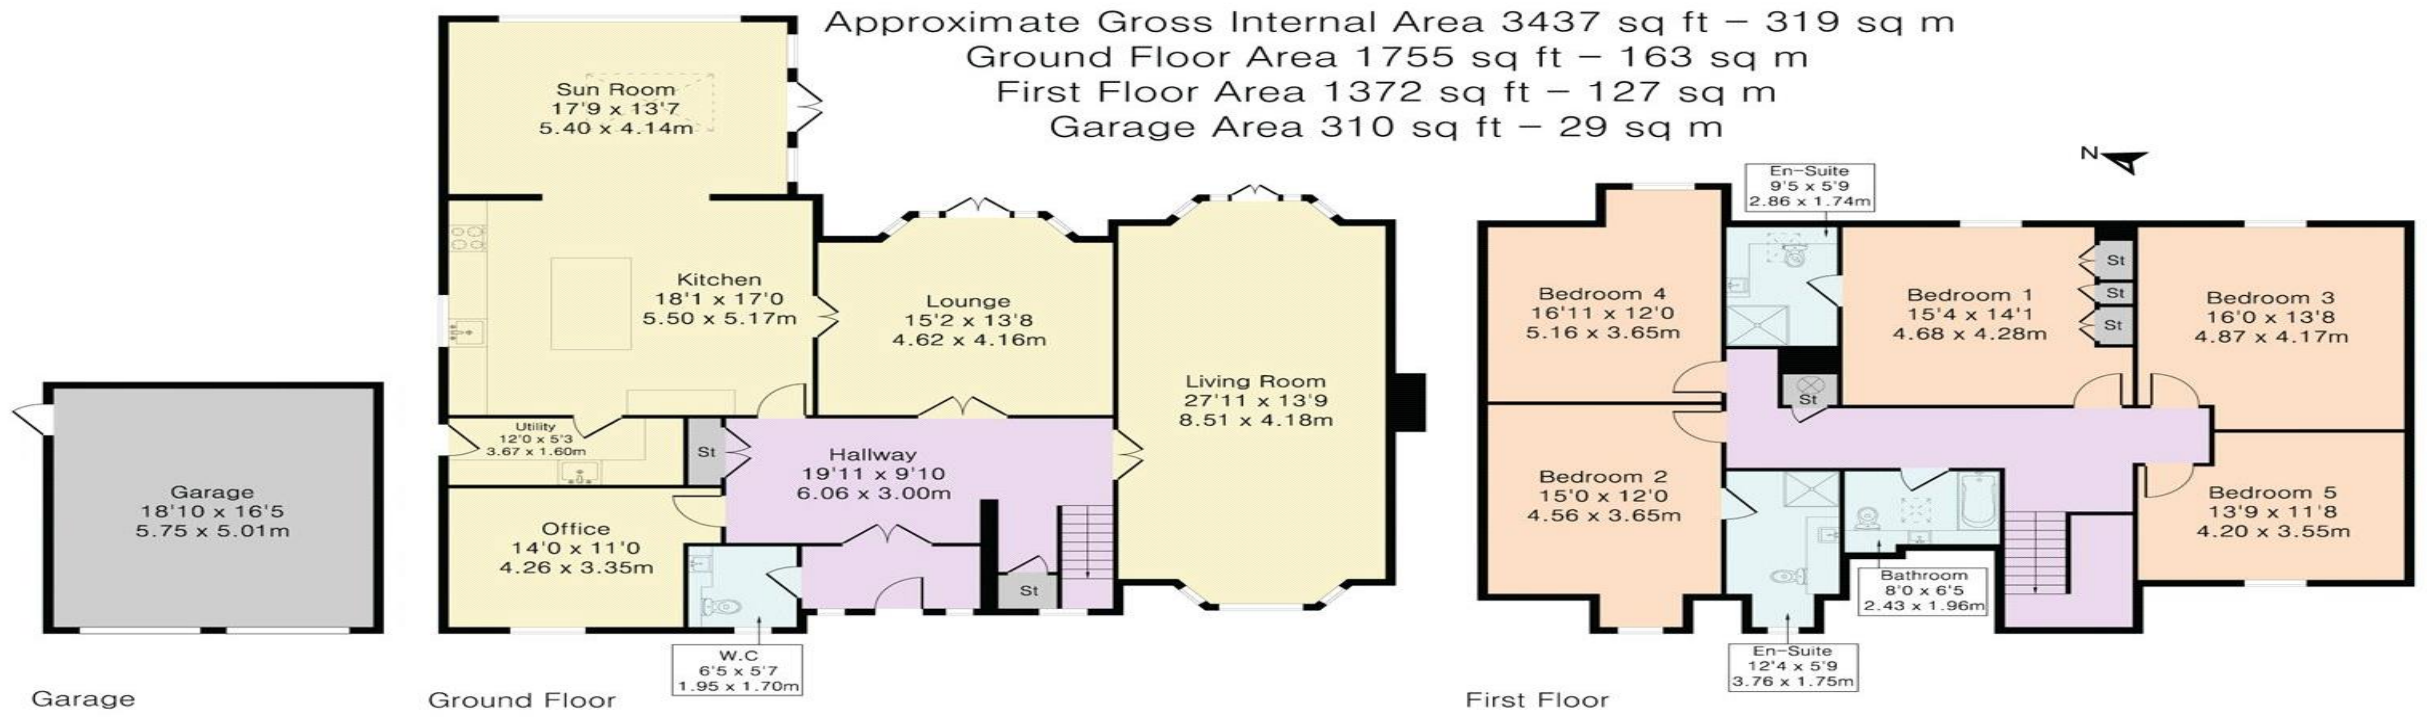 Approximate Gross Internal Area 3437 sq ft - 319 sq m
Ground Floor Area 1755 sq ft - 163 sq m
First Floor Area 1372 sq ft - 127 sq m
Garage Area 310 sq ft - 29 sq m
Garage
18'10 x 16'5
5.75 x 5.01m
Garage
Sun Room
17'9 x 13'7
5.40 x 4.14m
Kitchen
18'1 x 17'0
5.50 x 5.17m
Lounge
15'2 x 13'8
4.62 x 4.16m
Living Room
27'11 x 13'9
8.51 x 4.18m
Utility
12'0 x 5'3
3.67 x 1.60m
St
Hallway
19'11 x 9'10
6.06 x 3.00m
Office
14'0 x 11'0
4.26 x 3.35m
St
W.C
6'5 x 5'7
1.95 x 1.70m
Ground Floor
N
En-Suite
9'5 x 5'9
2.86 x 1.74m
Bedroom 4
16'11 x 12'0
5.16 x 3.65m
Bedroom 1
15'4 x 14'1
4.68 x 4.28m
St
St
St
Bedroom 3
16'0 x 13'8
4.87 x 4.17m
St
Bedroom 2
15'0 x 12'0
4.56 x 3.65m
Bedroom 5
13'9 x 11'8
4.20 x 3.55m
Bathroom
8'0 x 6'5
2.43 x 1.96m
En-Suite
12'4 x 5'9
3.76 x 1.75m
First Floor